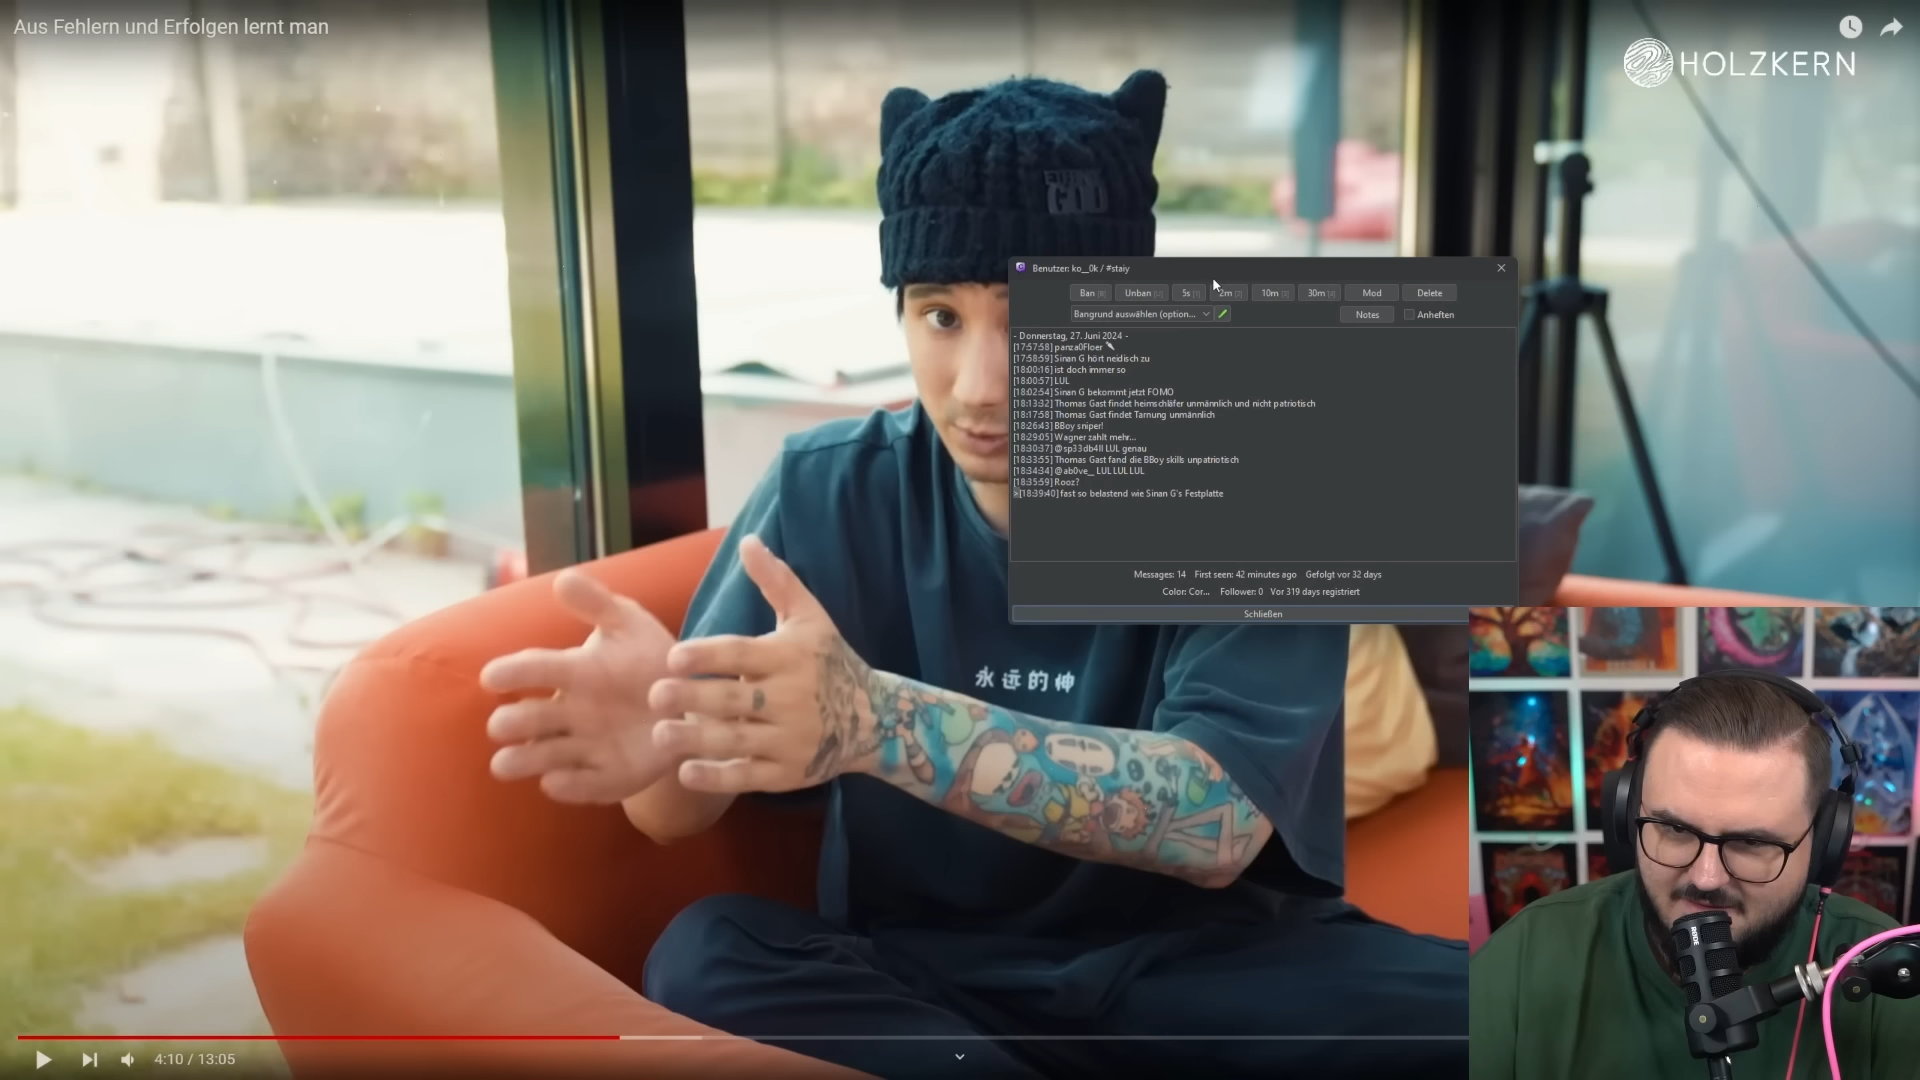 Aus Fehlern und Erfolgen lernt man
HOLZKERN
GOD
Benutzer: ko__0k / #staiy
Ban Unban 5s 2m 10m 30m Mod Delete
Bangrund auswählen (option... Notes Anheften
- Donnerstag, 27. Juni 2024 -
[17:57:58] panza0Floer
[17:58:59] Sinan G hört neidisch zu
[18:00:16] ist doch immer so
[18:00:57] LUL
[18:02:54] Sinan G bekommt jetzt FOMO
[18:13:32] Thomas Gast findet heimschläfer unmännlich und nicht patriotisch
[18:17:58] Thomas Gast findet Tarnung unmännlich
[18:26:43] BBoy sniper!
[18:29:05] Wagner zahlt mehr...
[18:30:37] @sp33db4ll LUL genau
[18:33:55] Thomas Gast fand die BBoy skills unpatriotisch
[18:34:34] @ab0ve_ LUL LUL LUL
[18:35:59] Rooz?
[18:39:40] fast so belastend wie Sinan G's Festplatte
Messages: 14 First seen: 42 minutes ago Gefolgt vor 32 days
Color: Cor... Follower: 0 Vor 319 days registriert
Schließen
永远的神
RØDE
4:10 / 13:05